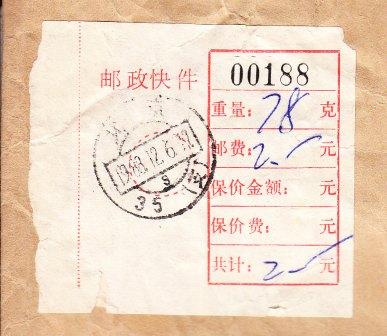 邮政快件
00188
重量: 78 克
邮费: 2.- 元
保价金额: 元
保价费: 元
共计: 2.- 元
35